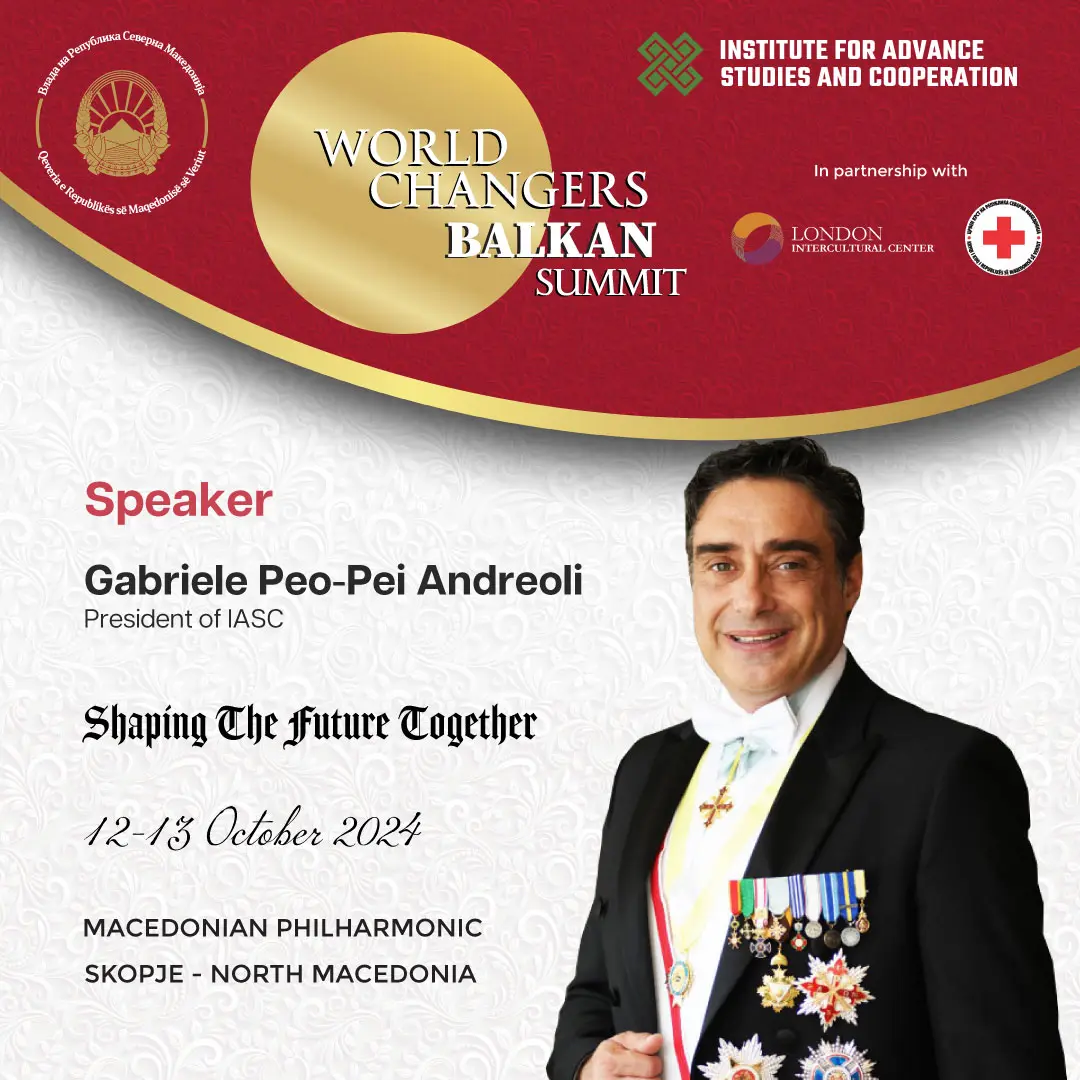 Влада на Република Северна Македонија
Qeveria e Republikës së Maqedonisë së Veriut
WORLD
CHANGERS
BALKAN
SUMMIT
INSTITUTE FOR ADVANCE
STUDIES AND COOPERATION
In partnership with
LONDON
INTERCULTURAL CENTER
Speaker
Gabriele Peo-Pei Andreoli
President of IASC
Shaping The Future Together
12-13 October 2024
MACEDONIAN PHILHARMONIC
SKOPJE - NORTH MACEDONIA